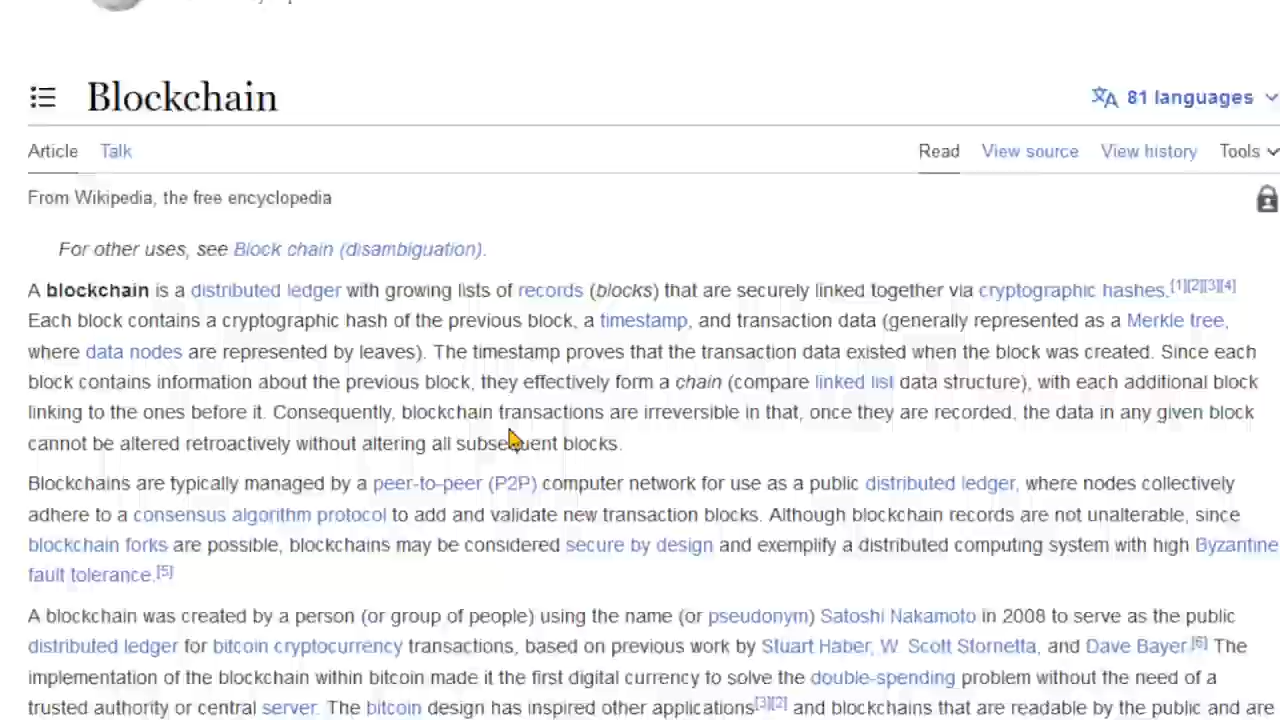 Blockchain
81 languages
Article Talk Read View source View history Tools
From Wikipedia, the free encyclopedia
For other uses, see Block chain (disambiguation).
A blockchain is a distributed ledger with growing lists of records (blocks) that are securely linked together via cryptographic hashes.[1][2][3][4]
Each block contains a cryptographic hash of the previous block, a timestamp, and transaction data (generally represented as a Merkle tree,
where data nodes are represented by leaves). The timestamp proves that the transaction data existed when the block was created. Since each
block contains information about the previous block, they effectively form a chain (compare linked list data structure), with each additional block
linking to the ones before it. Consequently, blockchain transactions are irreversible in that, once they are recorded, the data in any given block
cannot be altered retroactively without altering all subsequent blocks.
Blockchains are typically managed by a peer-to-peer (P2P) computer network for use as a public distributed ledger, where nodes collectively
adhere to a consensus algorithm protocol to add and validate new transaction blocks. Although blockchain records are not unalterable, since
blockchain forks are possible, blockchains may be considered secure by design and exemplify a distributed computing system with high Byzantine
fault tolerance.[5]
A blockchain was created by a person (or group of people) using the name (or pseudonym) Satoshi Nakamoto in 2008 to serve as the public
distributed ledger for bitcoin cryptocurrency transactions, based on previous work by Stuart Haber, W. Scott Stornetta, and Dave Bayer.[6] The
implementation of the blockchain within bitcoin made it the first digital currency to solve the double-spending problem without the need of a
trusted authority or central server. The bitcoin design has inspired other applications[3][2] and blockchains that are readable by the public and are